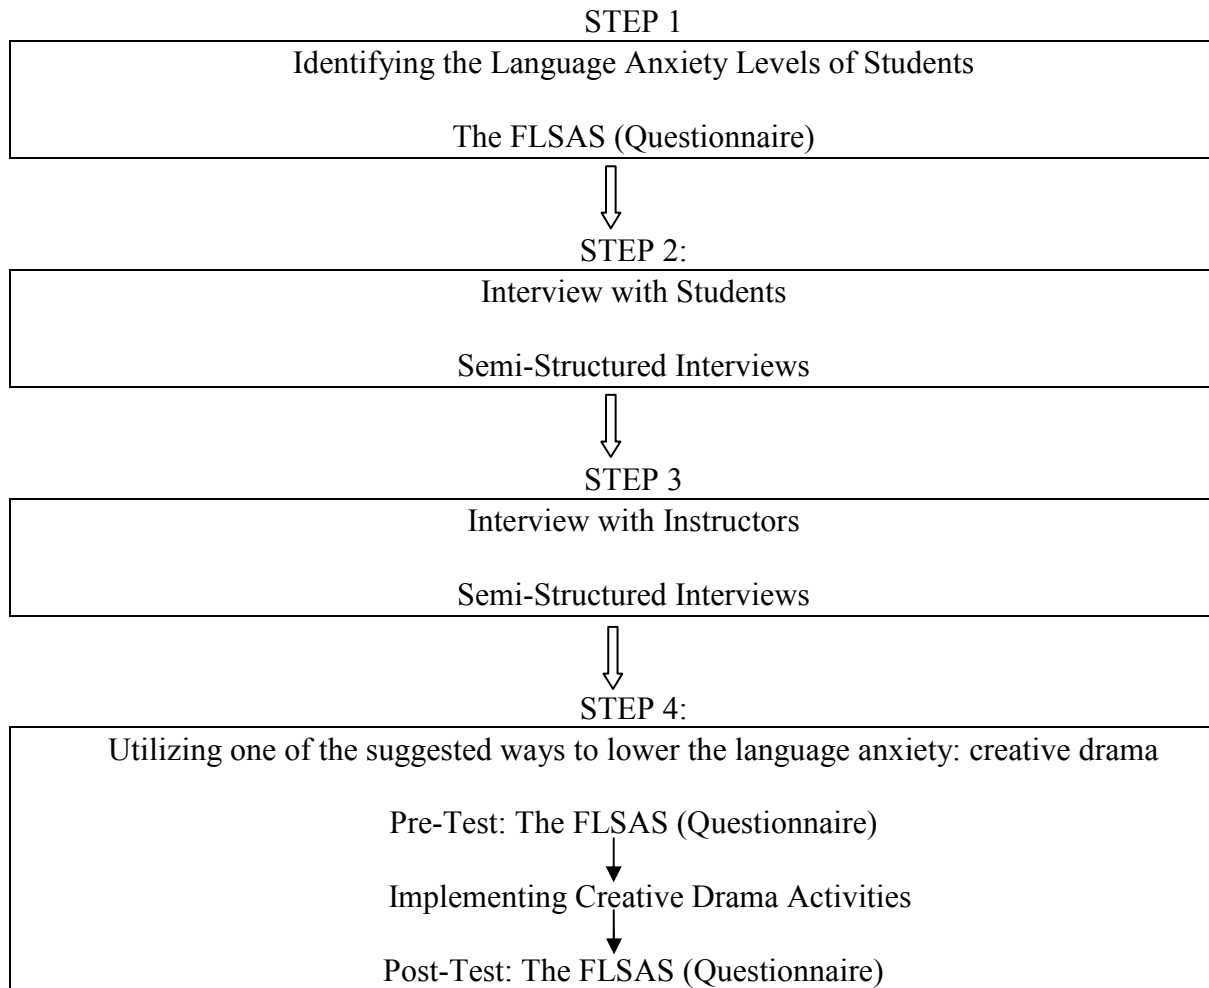 STEP 1
Identifying the Language Anxiety Levels of Students
The FLSAS (Questionnaire)
STEP 2:
Interview with Students
Semi-Structured Interviews
STEP 3
Interview with Instructors
Semi-Structured Interviews
STEP 4:
Utilizing one of the suggested ways to lower the language anxiety: creative drama
Pre-Test: The FLSAS (Questionnaire)
Implementing Creative Drama Activities
Post-Test: The FLSAS (Questionnaire)